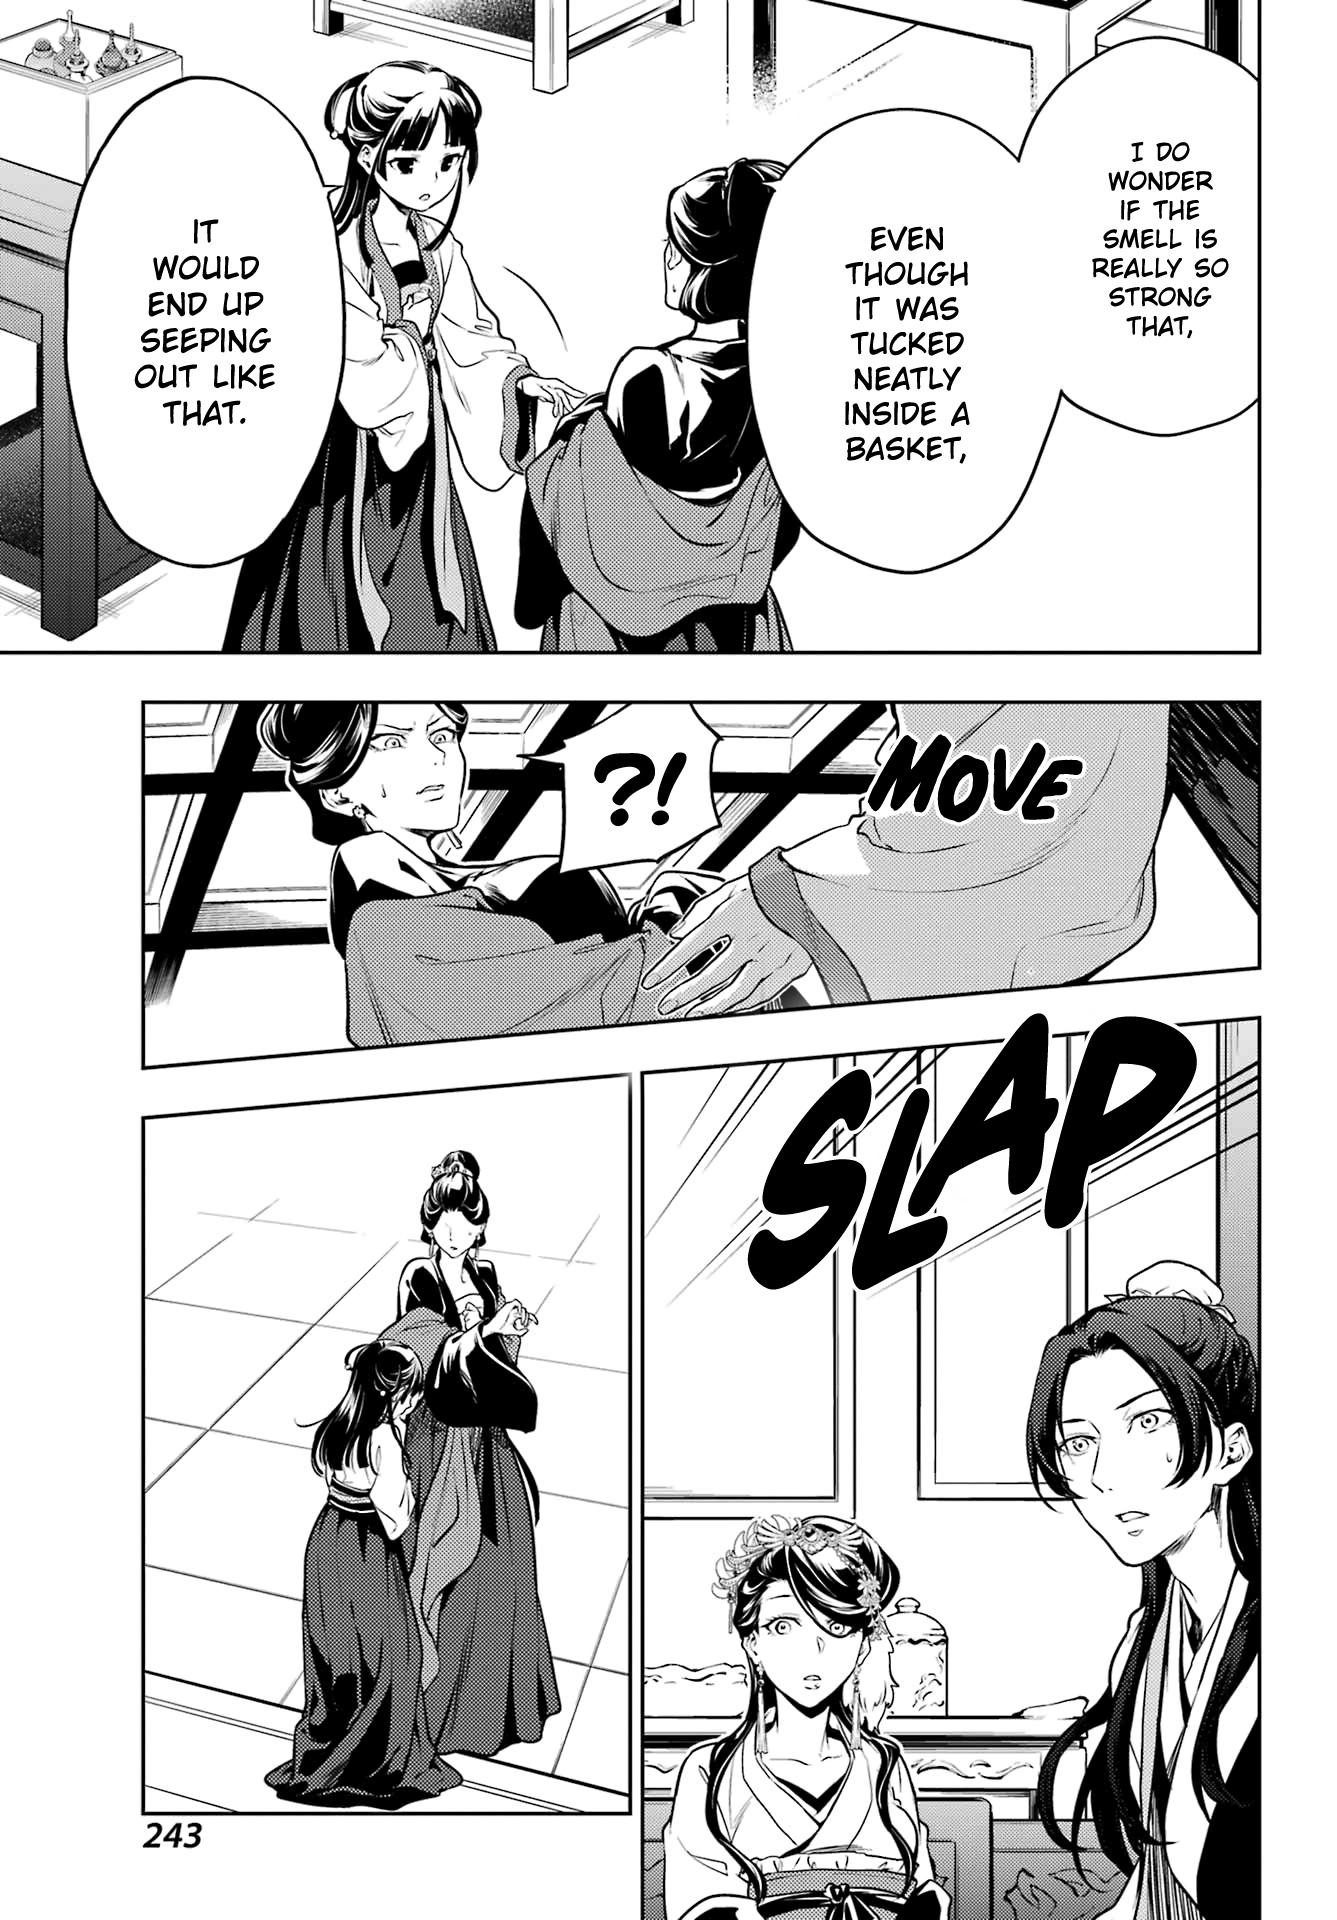 I DO
WONDER
IF THE
SMELL IS
REALLY SO
STRONG
THAT,
EVEN
THOUGH
IT WAS
TUCKED
NEATLY
INSIDE A
BASKET,
IT
WOULD
END UP
SEEPING
OUT LIKE
THAT.
?!
MOVE
SLAP
243